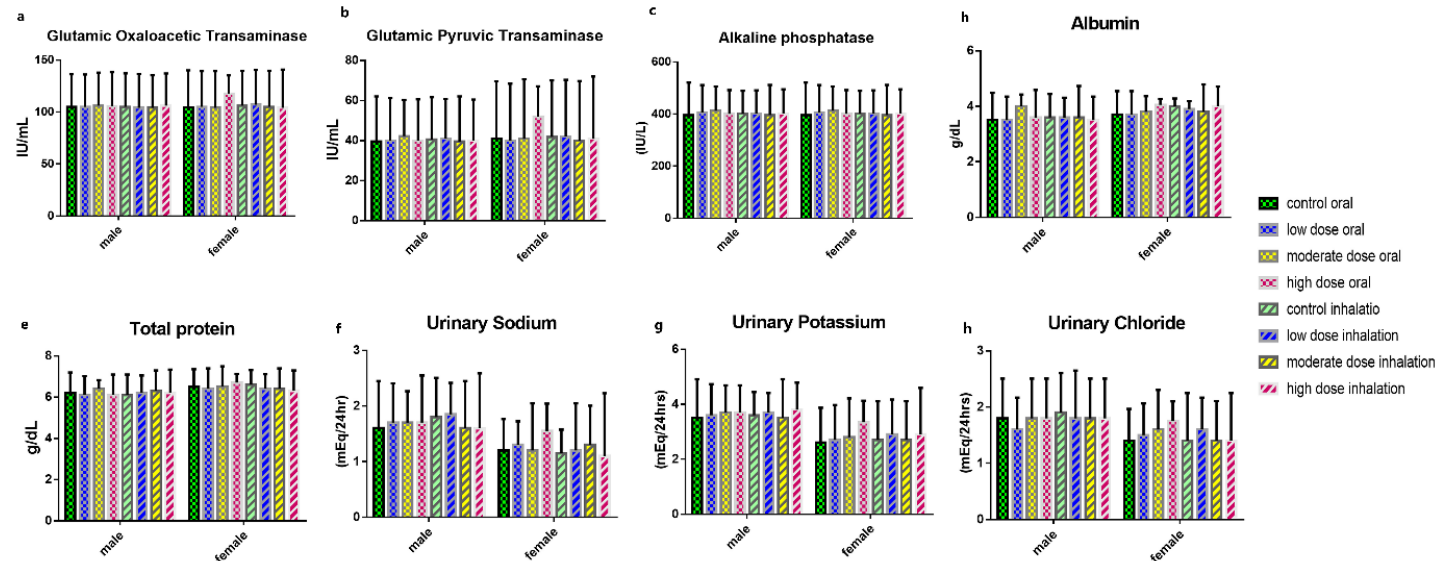 a
Glutamic Oxaloacetic Transaminase
IU/mL
150
100
50
0
male
female
b
Glutamic Pyruvic Transaminase
IU/mL
80
60
40
20
0
male
female
c
Alkaline phosphatase
(IU/L)
600
400
200
0
male
female
h
Albumin
g/dL
6
4
2
0
male
female
control oral
low dose oral
moderate dose oral
high dose oral
control inhalatio
low dose inhalation
moderate dose inhalation
high dose inhalation
e
Total protein
g/dL
8
6
4
2
0
male
female
f
Urinary Sodium
(mEq/24hr)
3
2
1
0
male
female
g
Urinary Potassium
(mEq/24hrs)
6
4
2
0
male
female
h
Urinary Chloride
(mEq/24hrs)
3
2
1
0
male
female